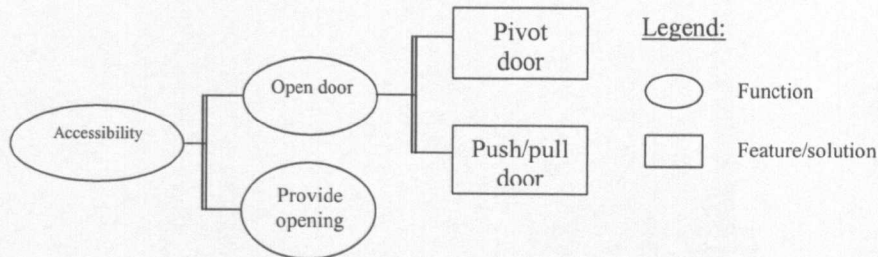 Accessibility
Open door
Provide
opening
Pivot
door
Push/pull
door
Legend:
Function
Feature/solution